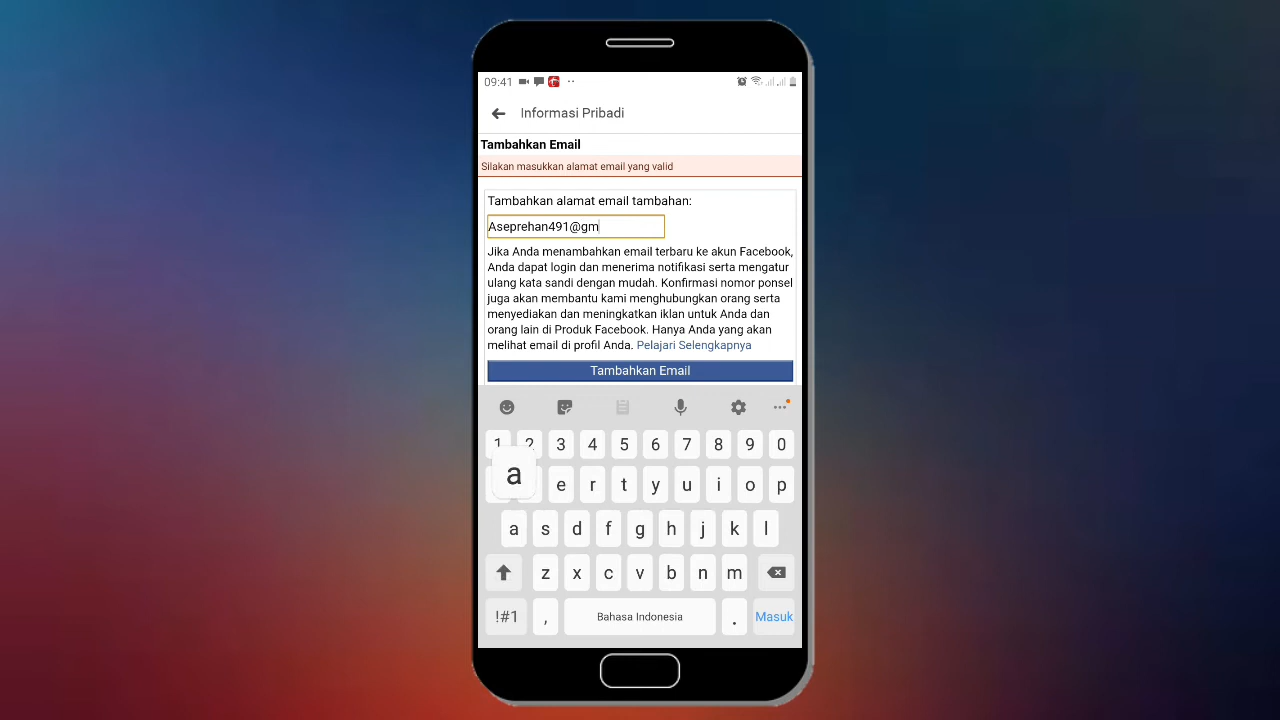 09:41
Informasi Pribadi
Tambahkan Email
Silakan masukkan alamat email yang valid
Tambahkan alamat email tambahan:
Aseprehan491@gm
Jika Anda menambahkan email terbaru ke akun Facebook,
Anda dapat login dan menerima notifikasi serta mengatur
ulang kata sandi dengan mudah. Konfirmasi nomor ponsel
juga akan membantu kami menghubungkan orang serta
menyediakan dan meningkatkan iklan untuk Anda dan
orang lain di Produk Facebook. Hanya Anda yang akan
melihat email di profil Anda. Pelajari Selengkapnya
Tambahkan Email
1 2 3 4 5 6 7 8 9 0
a e r t y u i o p
a s d f g h j k l
z x c v b n m
!#1 , Bahasa Indonesia . Masuk